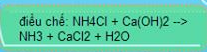 điều chế: NH4Cl + Ca(OH)2 -->
NH3 + CaCl2 + H2O